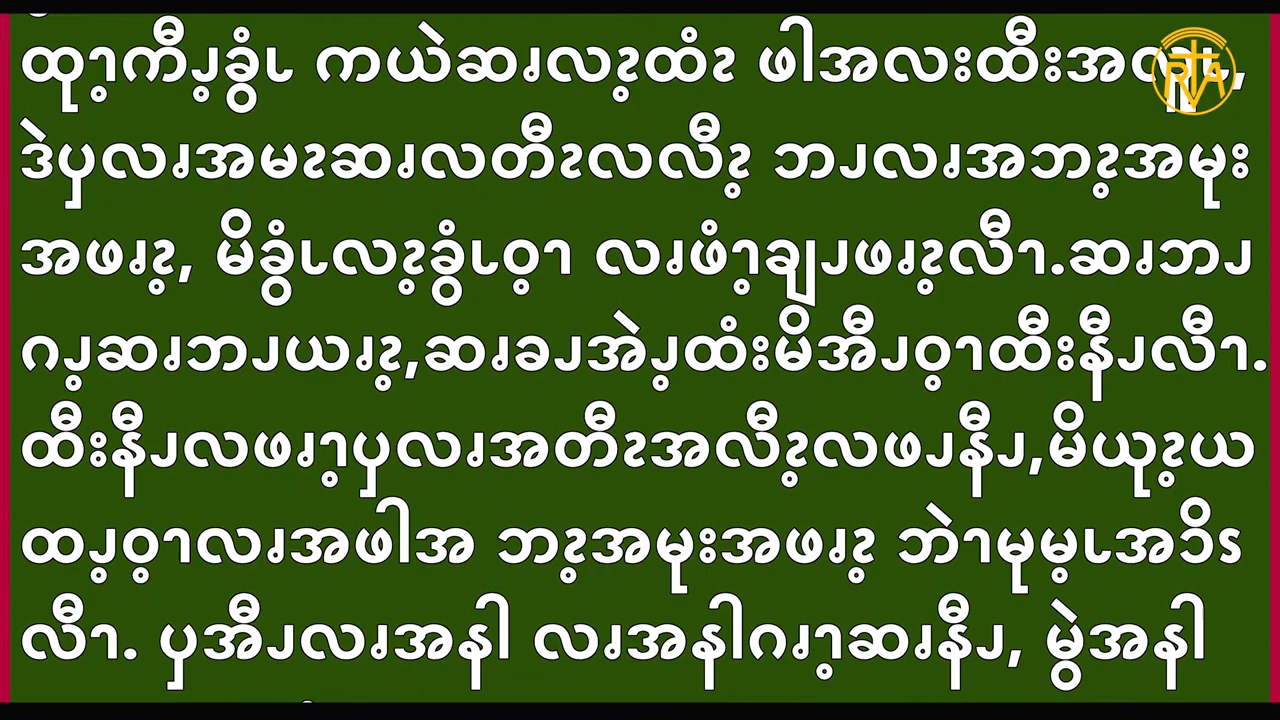 ထု့ၫကီၪ့ခွံၩ ကယဲဆၧလ့ၬထံၬ ဖါအလးထီး
ဒဲပှလၧအမၬဆၧလတီၬလလီ့ၬ ဘၪလၧအဘ့ၬအမုး
အဖၧ့ၬ, မိခွံၩလ့ၬခွံၩဝ့ၫ လၧဖံ့ၫချၪဖၧ့ၬလီၫ.ဆၧဘၪ
ဂ့ၪဆၧဘၪယၧ့ၬ,ဆၧခၪအဲ့ၪထံးမိအီၪဝ့ၫထီးနီၪလီၫ.
ထီးနီၪလဖၧ့ၫပှလၧအတီၬအလီ့ၬလဖၪနီၪ,မိယု့ၬယ
ထ့ၪဝ့ၫလၧအဖါအ ဘ့ၬအမုးအဖၧ့ၬ ဘဲၫမုမ့ၩအၥိၭ
လီၫ. ပှအီၪလၧအနါ လၧအနါဂၧ့ၫဆၧနီၪ, မွဲအနါ